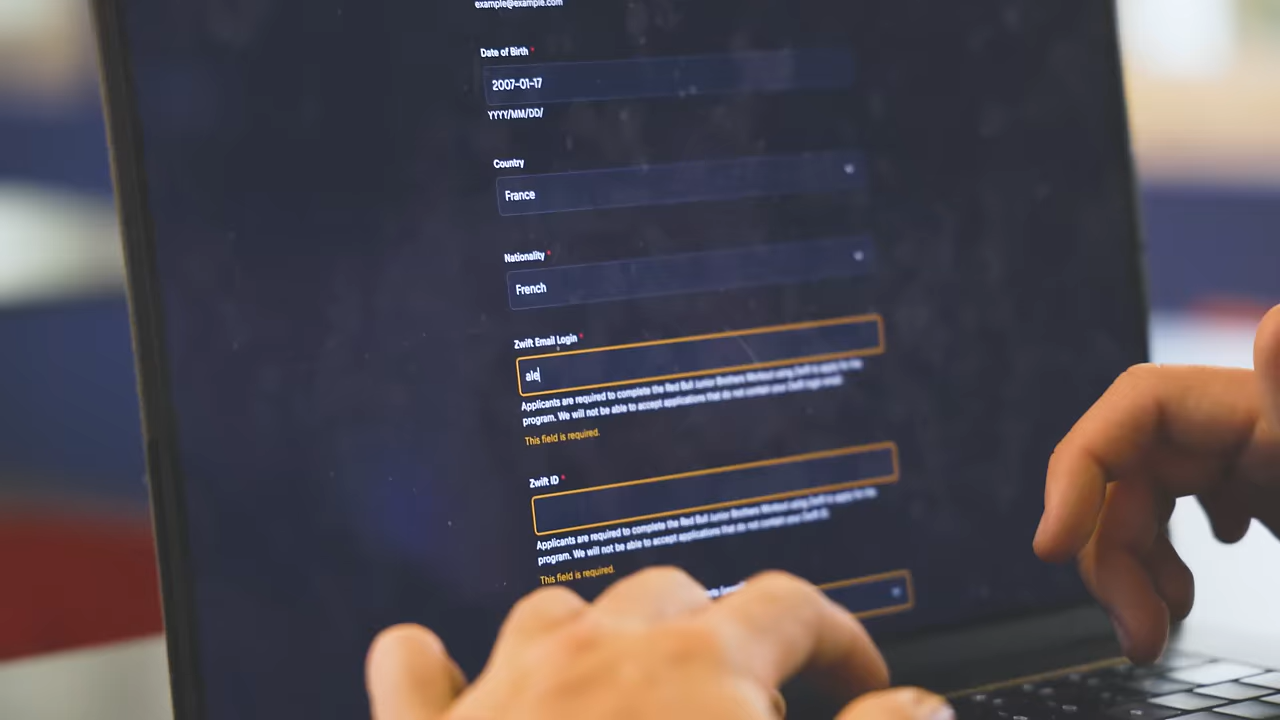 example@example.com
Date of Birth *
2007-01-17
YYYY/MM/DD/
Country
France
Nationality *
French
Zwift Email Login *
ale
Applicants are required to complete the Red Bull Junior Brothers Workout using Zwift to apply to the
program. We will not be able to accept applications that do not contain your Zwift login email.
This field is required.
Zwift ID *
Applicants are required to complete the Red Bull Junior Brothers Workout using Zwift to apply to the
program. We will not be able to accept applications that do not contain your Zwift ID.
This field is required.